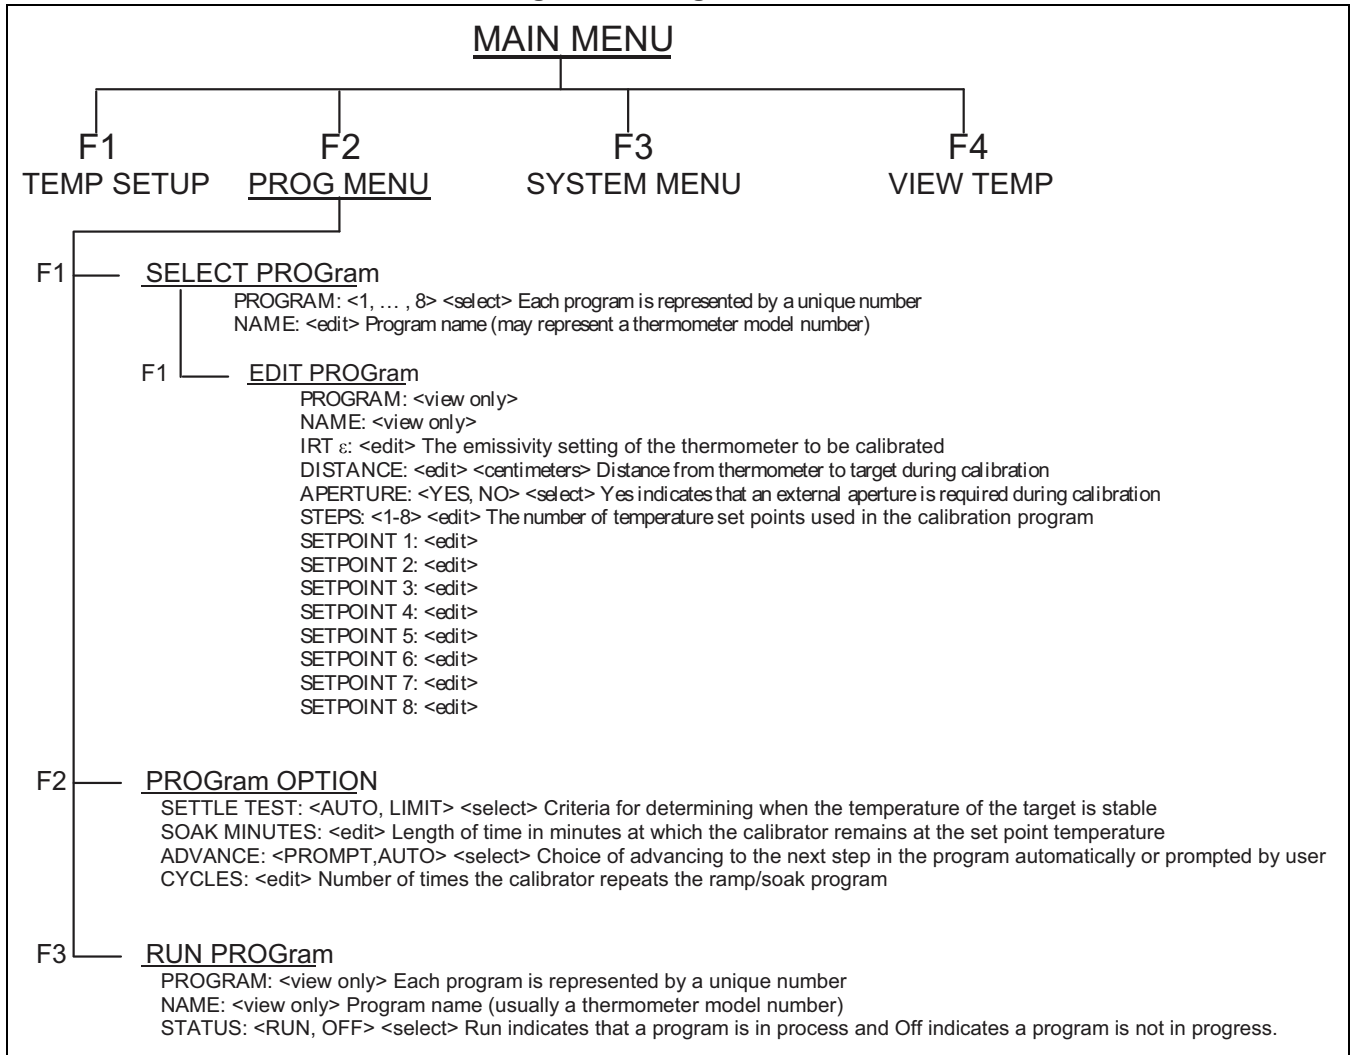 MAIN MENU
F1 F2 F3 F4
TEMP SETUP PROG MENU SYSTEM MENU VIEW TEMP
F1 SELECT PROGram
PROGRAM: <1, … , 8> <select> Each program is represented by a unique number
NAME: <edit> Program name (may represent a thermometer model number)
F1 EDIT PROGram
PROGRAM: <view only>
NAME: <view only>
IRT ε: <edit> The emissivity setting of the thermometer to be calibrated
DISTANCE: <edit> <centimeters> Distance from thermometer to target during calibration
APERTURE: <YES, NO> <select> Yes indicates that an external aperture is required during calibration
STEPS: <1-8> <edit> The number of temperature set points used in the calibration program
SETPOINT 1: <edit>
SETPOINT 2: <edit>
SETPOINT 3: <edit>
SETPOINT 4: <edit>
SETPOINT 5: <edit>
SETPOINT 6: <edit>
SETPOINT 7: <edit>
SETPOINT 8: <edit>
F2 PROGram OPTION
SETTLE TEST: <AUTO, LIMIT> <select> Criteria for determining when the temperature of the target is stable
SOAK MINUTES: <edit> Length of time in minutes at which the calibrator remains at the set point temperature
ADVANCE: <PROMPT,AUTO> <select> Choice of advancing to the next step in the program automatically or prompted by user
CYCLES: <edit> Number of times the calibrator repeats the ramp/soak program
F3 RUN PROGram
PROGRAM: <view only> Each program is represented by a unique number
NAME: <view only> Program name (usually a thermometer model number)
STATUS: <RUN, OFF> <select> Run indicates that a program is in process and Off indicates a program is not in progress.